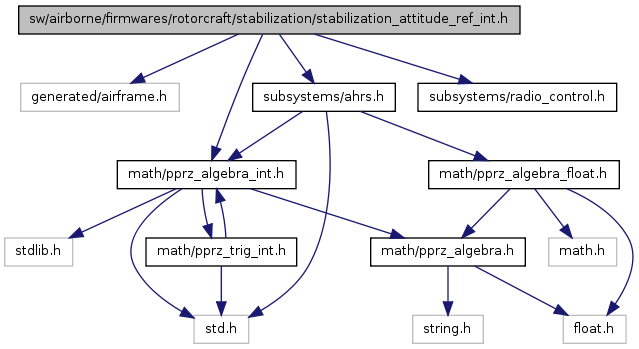 sw/airborne/firmwares/rotorcraft/stabilization/stabilization_attitude_ref_int.h
generated/airframe.h
subsystems/ahrs.h
subsystems/radio_control.h
math/pprz_algebra_int.h
math/pprz_algebra_float.h
stdlib.h
math/pprz_trig_int.h
math/pprz_algebra.h
math.h
std.h
string.h
float.h